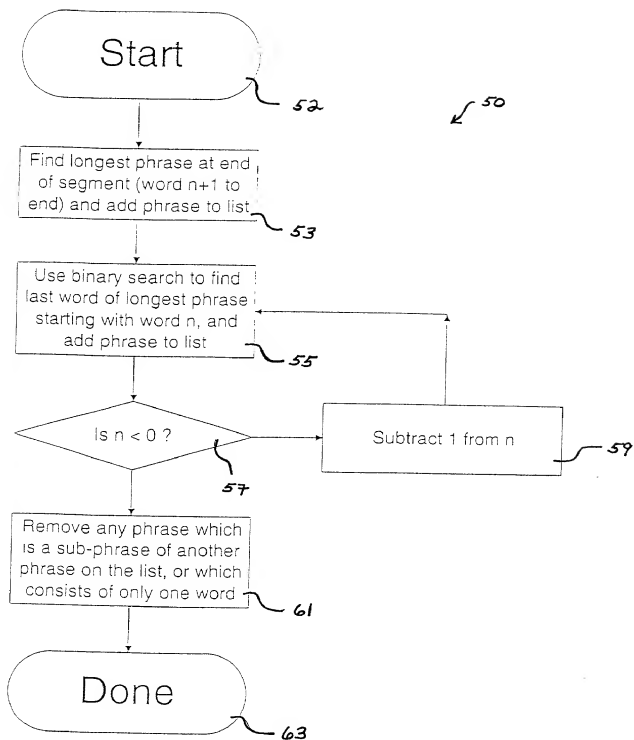 Start
52
50
Find longest phrase at end
of segment (word n+1 to
end) and add phrase to list
53
Use binary search to find
last word of longest phrase
starting with word n, and
add phrase to list
55
Is n < 0 ?
57
Subtract 1 from n
59
Remove any phrase which
is a sub-phrase of another
phrase on the list, or which
consists of only one word
61
Done
63